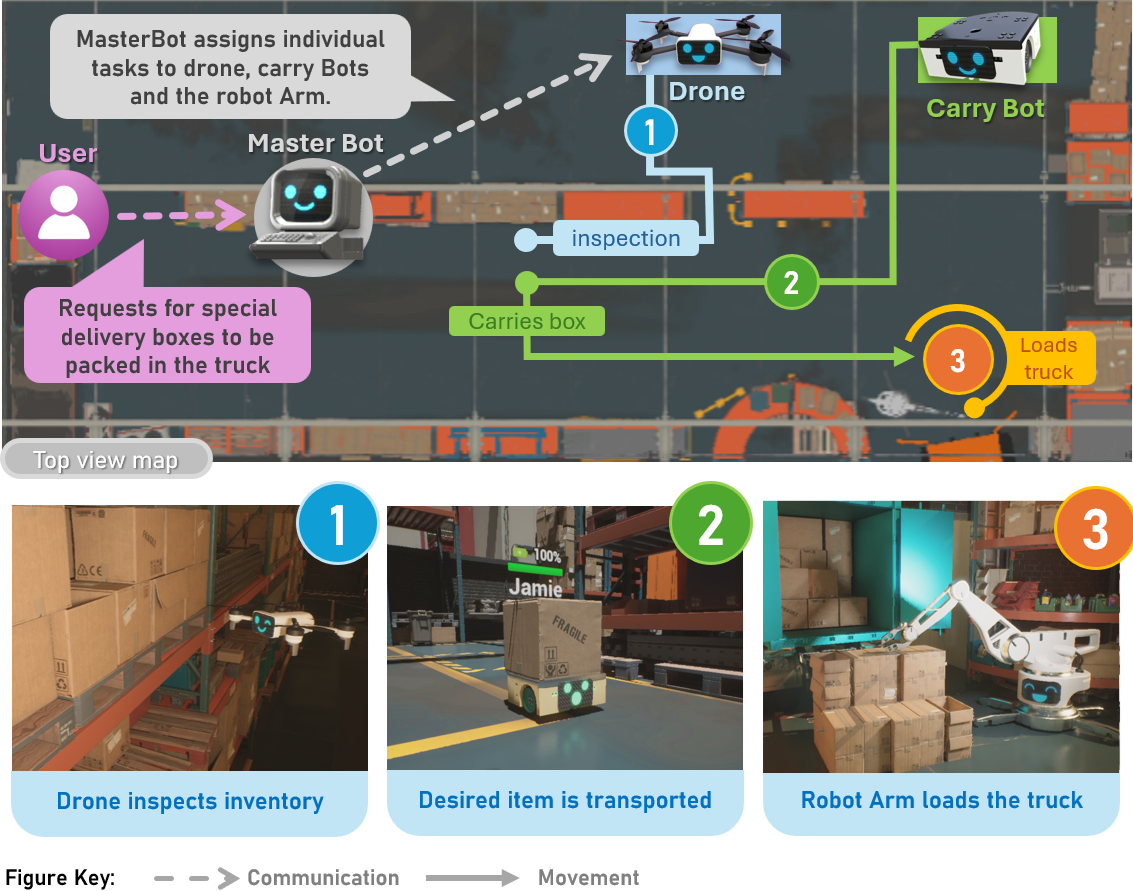 MasterBot assigns individual
tasks to drone, carry Bots
and the robot Arm.
Drone
Carry Bot
1
User
Master Bot
inspection
2
Requests for special
delivery boxes to be
packed in the truck
Carries box
3
Loads
truck
Top view map
1
2
3
FRAGILE
CE
100%
Jamie
FRAGILE
Drone inspects inventory
Desired item is transported
Robot Arm loads the truck
Figure Key:
Communication
Movement